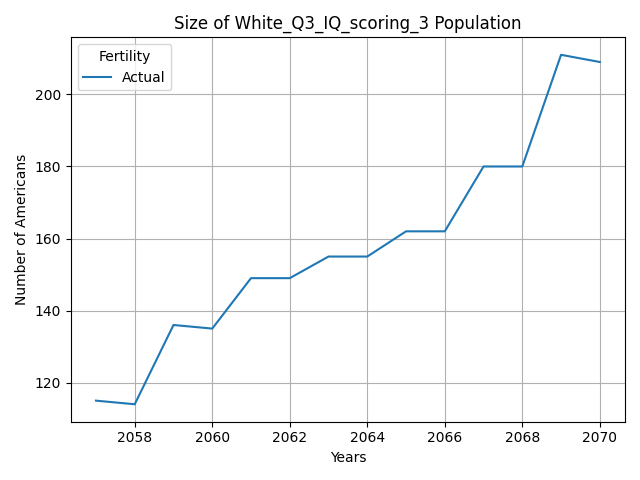 Size of White_Q3_IQ_scoring_3 Population
Fertility
Actual
Number of Americans
200
180
160
140
120
2058 2060 2062 2064 2066 2068 2070
Years